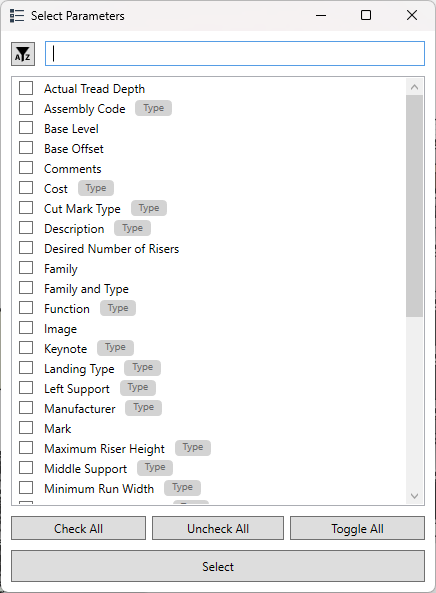 Select Parameters
A Z
Actual Tread Depth
Assembly Code Type
Base Level
Base Offset
Comments
Cost Type
Cut Mark Type Type
Description Type
Desired Number of Risers
Family
Family and Type
Function Type
Image
Keynote Type
Landing Type Type
Left Support Type
Manufacturer Type
Mark
Maximum Riser Height Type
Middle Support Type
Minimum Run Width Type
Check All Uncheck All Toggle All
Select